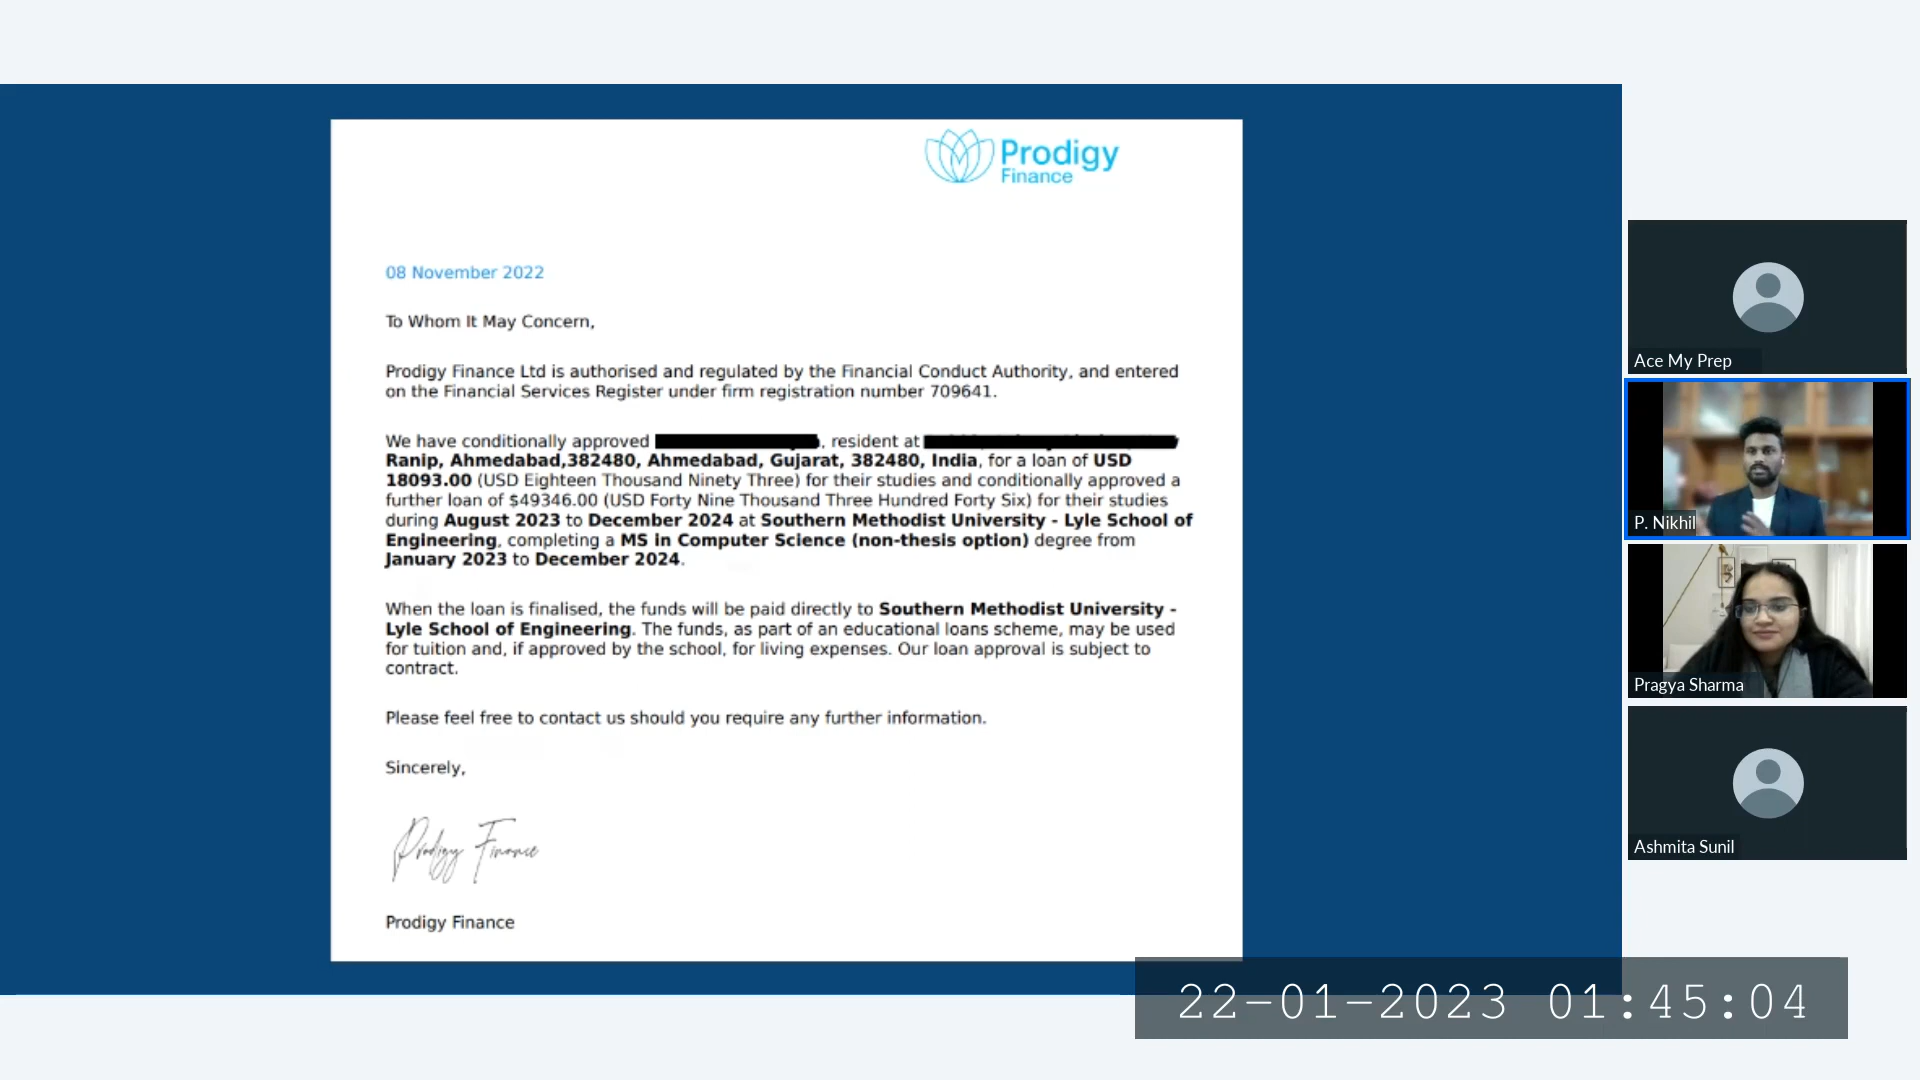 Prodigy
Finance
08 November 2022
To Whom It May Concern,
Prodigy Finance Ltd is authorised and regulated by the Financial Conduct Authority, and entered
on the Financial Services Register under firm registration number 709641.
We have conditionally approved , resident at
Ranip, Ahmedabad,382480, Ahmedabad, Gujarat, 382480, India, for a loan of USD
18093.00 (USD Eighteen Thousand Ninety Three) for their studies and conditionally approved a
further loan of $49346.00 (USD Forty Nine Thousand Three Hundred Forty Six) for their studies
during August 2023 to December 2024 at Southern Methodist University - Lyle School of
Engineering, completing a MS in Computer Science (non-thesis option) degree from
January 2023 to December 2024.
When the loan is finalised, the funds will be paid directly to Southern Methodist University -
Lyle School of Engineering. The funds, as part of an educational loans scheme, may be used
for tuition and, if approved by the school, for living expenses. Our loan approval is subject to
contract.
Please feel free to contact us should you require any further information.
Sincerely,
Prodigy Finance
Prodigy Finance
Ace My Prep
P. Nikhil
Pragya Sharma
Ashmita Sunil
22-01-2023 01:45:04